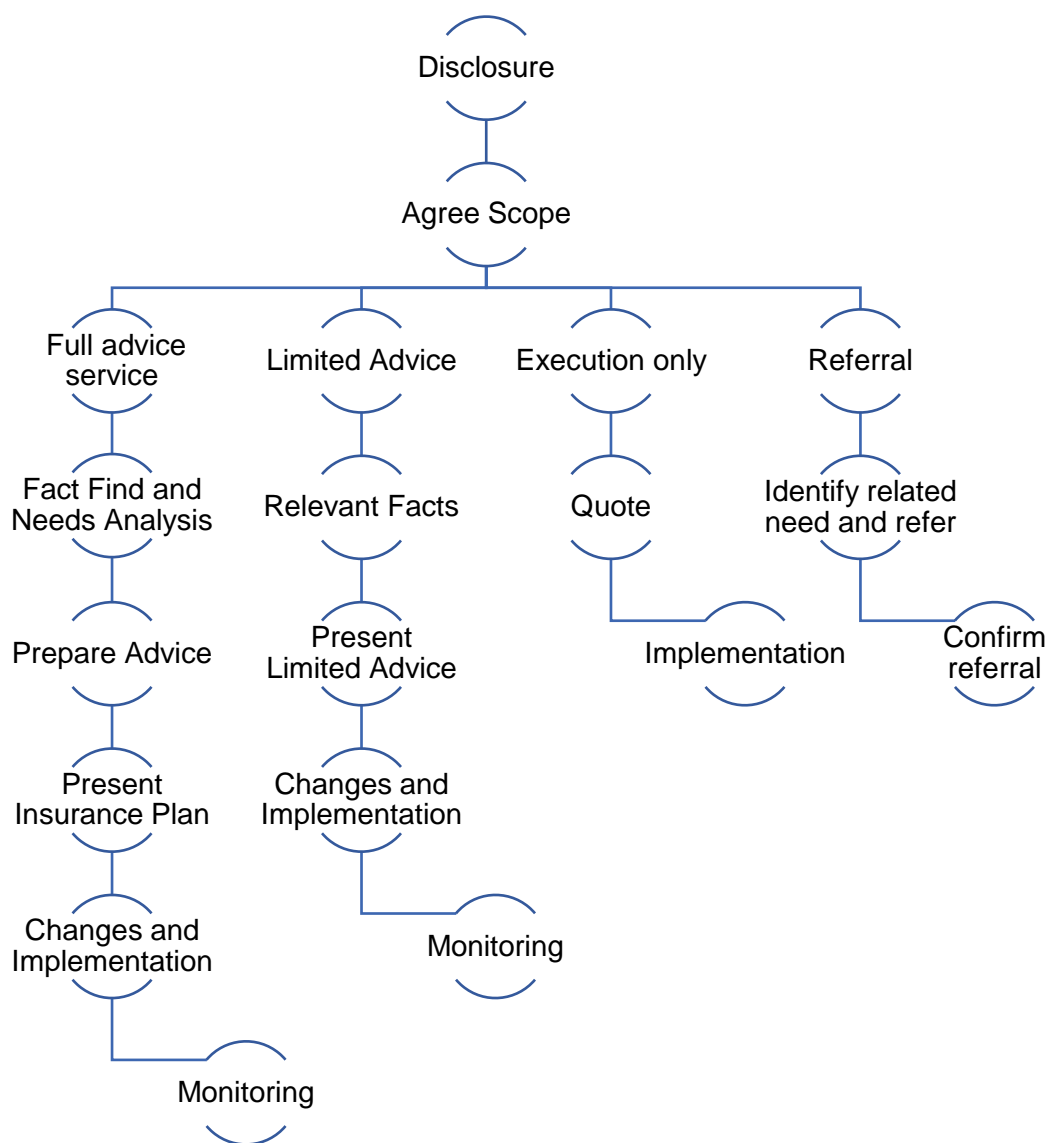 Disclosure
Agree Scope
Full advice
service
Limited Advice
Execution only
Referral
Fact Find and
Needs Analysis
Relevant Facts
Quote
Identify related
need and refer
Prepare Advice
Present
Limited Advice
Implementation
Confirm
referral
Present
Insurance Plan
Changes and
Implementation
Changes and
Implementation
Monitoring
Monitoring